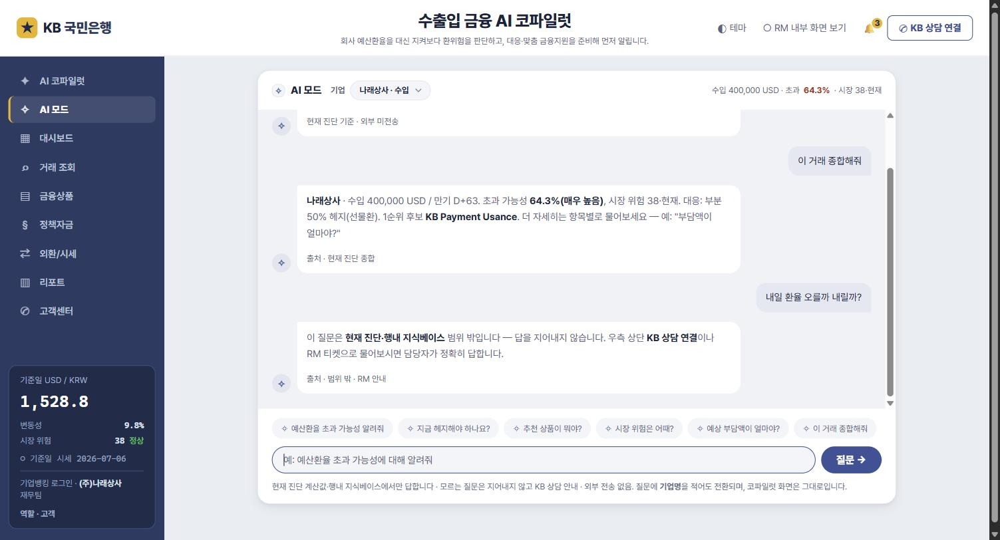 KB 국민은행
수출입 금융 AI 코파일럿
회사 예산환율을 대신 지켜보다 환위험을 판단하고, 대응·맞춤 금융지원을 준비해 먼저 알립니다.
테마
RM 내부 화면 보기
3
KB 상담 연결
AI 코파일럿
AI 모드
대시보드
거래 조회
금융상품
§ 정책자금
외환/시세
리포트
고객센터
기준일 USD / KRW
1,528.8
변동성 9.8%
시장 위험 38 정상
기준일 시세 2026-07-06
기업뱅킹 로그인 · (주)나래상사
재무팀
역할 · 고객
AI 모드 기업 나래상사 · 수입
수입 400,000 USD · 초과 64.3% · 시장 38·현재
현재 진단 기준 · 외부 미전송
이 거래 종합해줘
나래상사 · 수입 400,000 USD / 만기 D+63. 초과 가능성 64.3%(매우 높음), 시장 위험 38·현재. 대응: 부분
50% 헤지(선물환). 1순위 후보 KB Payment Usance. 더 자세히는 항목별로 물어보세요 — 예: "부담액이
얼마야?"
출처 · 현재 진단 종합
내일 환율 오를까 내릴까?
이 질문은 현재 진단·행내 지식베이스 범위 밖입니다 — 답을 지어내지 않습니다. 우측 상단 KB 상담 연결이나
RM 티켓으로 물어보시면 담당자가 정확히 답합니다.
출처 · 범위 밖 · RM 안내
예산환율 초과 가능성 알려줘
지금 헤지해야 하나요?
추천 상품이 뭐야?
시장 위험은 어때?
예상 부담액이 얼마야?
이 거래 종합해줘
예: 예산환율 초과 가능성에 대해 알려줘
질문 →
현재 진단 계산값·행내 지식베이스에서만 답합니다 · 모르는 질문은 지어내지 않고 KB 상담 안내 · 외부 전송 없음. 질문에 기업명을 적어도 전환되며, 코파일럿 화면은 그대로입니다.